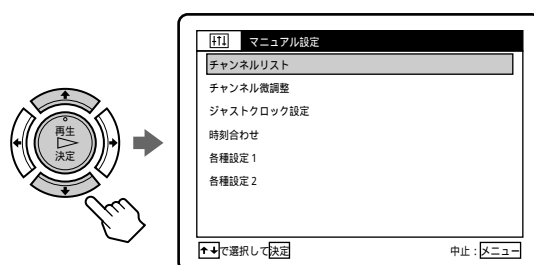 マニュアル設定
チャンネルリスト
チャンネル微調整
ジャストクロック設定
時刻合わせ
各種設定1
各種設定2
で選択して決定
中止：メニュー
再生
決定